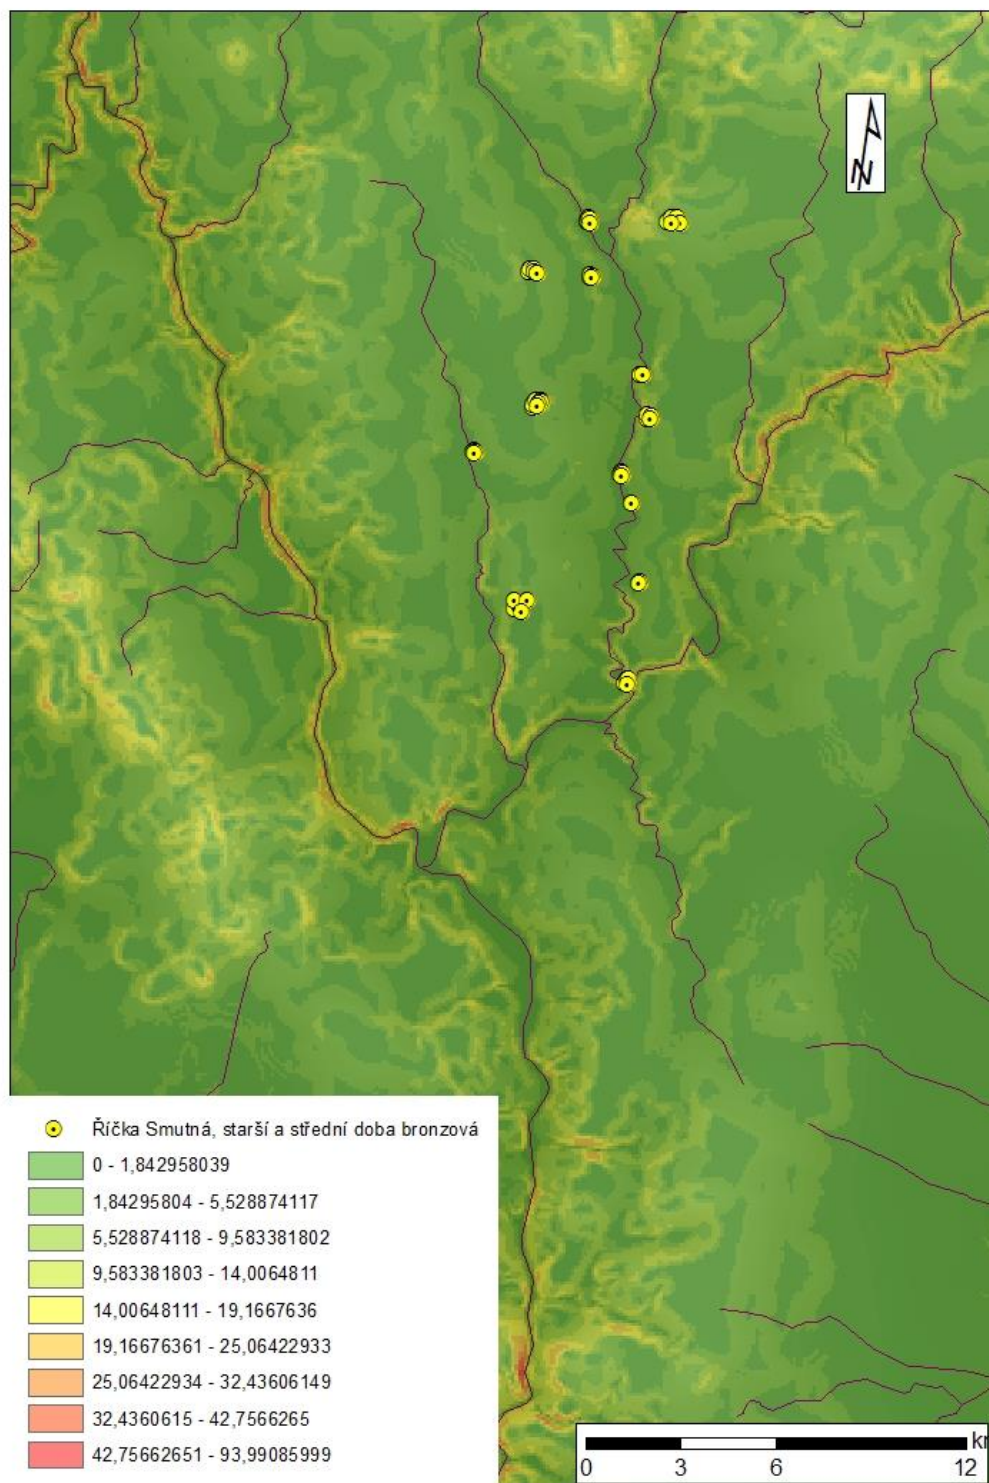 N
Říčka Smutná, starší a střední doba bronzová
0 - 1,842958039
1,84295804 - 5,528874117
5,528874118 - 9,583381802
9,583381803 - 14,0064811
14,00648111 - 19,1667636
19,16676361 - 25,06422933
25,06422934 - 32,43606149
32,4360615 - 42,7566265
42,75662651 - 93,99085999
km
0 3 6 12